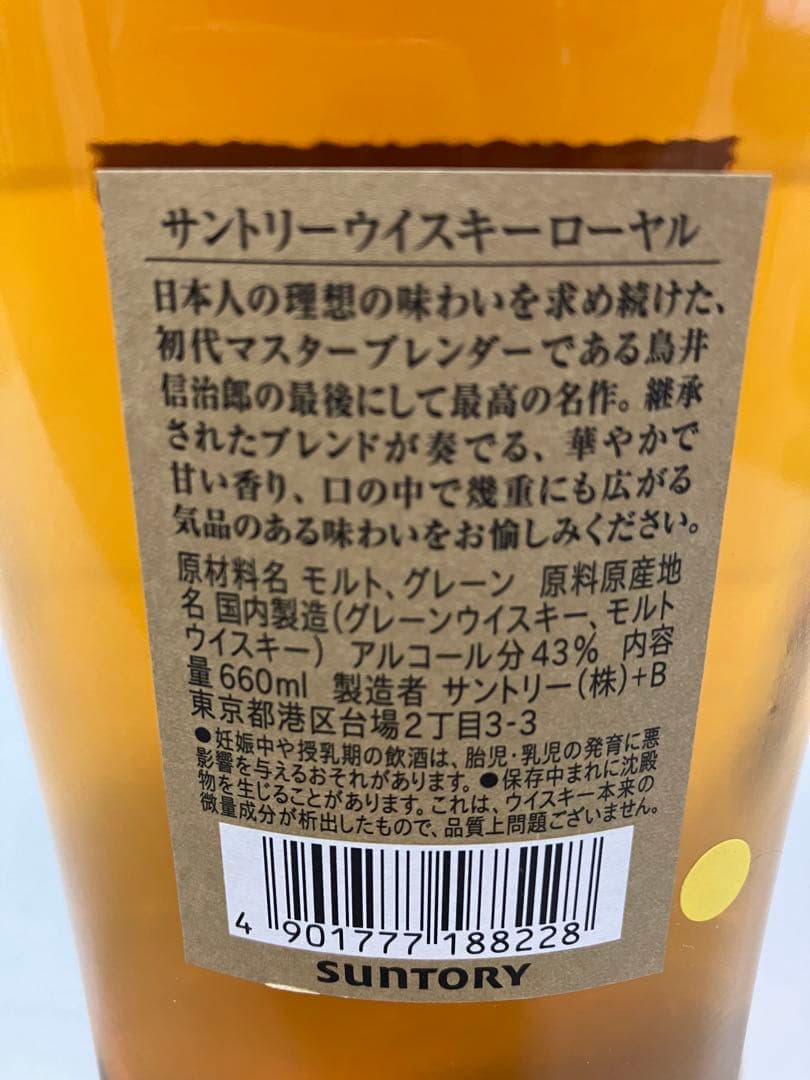 サントリーウイスキーローヤル
日本人の理想の味わいを求め続けた、
初代マスターブレンダーである鳥井
信治郎の最後にして最高の名作。継承
されたブレンドが奏でる、華やかで
甘い香り、口の中で幾重にも広がる
気品のある味わいをお愉しみください。
原材料名 モルト、グレーン 原料原産地
名 国内製造(グレーンウイスキー、モルト
ウイスキー) アルコール分43% 内容
量660ml 製造者 サントリー(株)+B
東京都港区台場2丁目3-3
●妊娠中や授乳期の飲酒は、胎児・乳児の発育に悪
影響を与えるおそれがあります。●保存中まれに沈殿
物を生じることがあります。これは、ウイスキー本来の
微量成分が析出したもので、品質上問題ございません。
4 901777 188228
SUNTORY